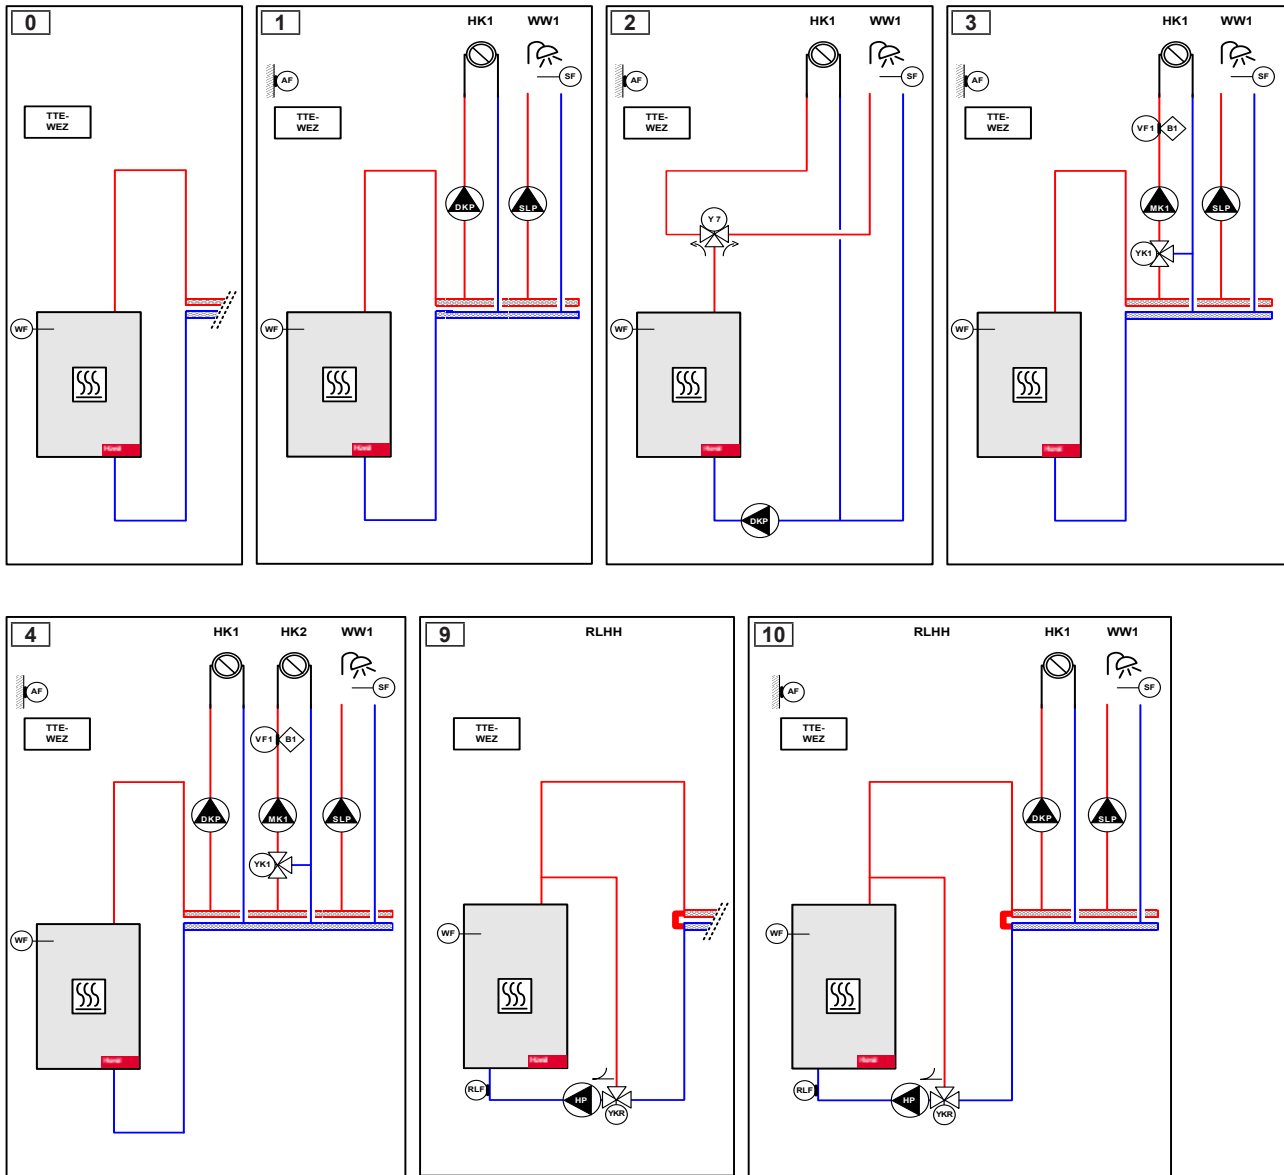 0
TTE-
WEZ
WF
1
HK1 WW1
AF
SF
TTE-
WEZ
DKP
SLP
WF
2
HK1 WW1
AF
SF
TTE-
WEZ
Y7
WF
DKP
3
HK1 WW1
AF
SF
TTE-
WEZ
VF1 B1
MK1
SLP
YK1
WF
4
HK1 HK2 WW1
AF
SF
TTE-
WEZ
VF1 B1
DKP
MK1
SLP
YK1
WF
9
RLHH
TTE-
WEZ
WF
RLF
HP
YKR
10
RLHH HK1 WW1
AF
SF
TTE-
WEZ
DKP
SLP
WF
RLF
HP
YKR